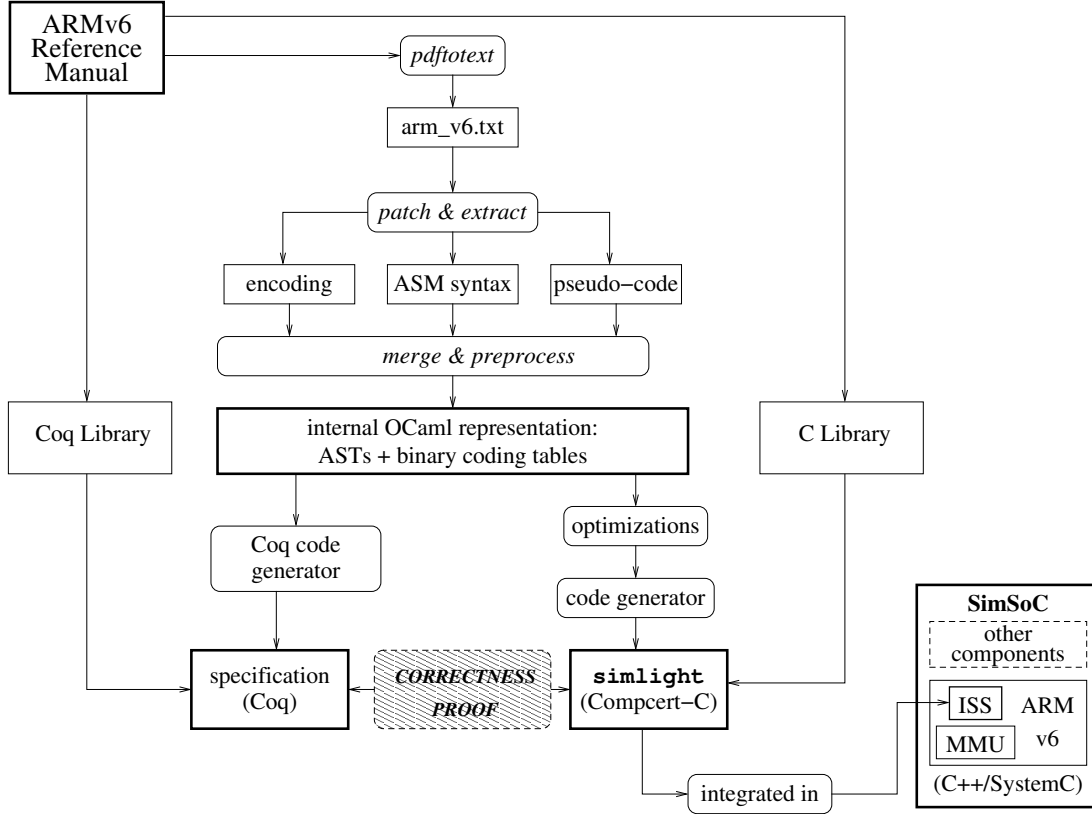 ARMv6
Reference
Manual
pdftotext
arm_v6.txt
patch & extract
encoding
ASM syntax
pseudo−code
merge & preprocess
Coq Library
internal OCaml representation:
ASTs + binary coding tables
C Library
Coq code
generator
optimizations
code generator
specification
(Coq)
CORRECTNESS
PROOF
simlight
(Compcert−C)
integrated in
SimSoC
other
components
ISS
ARM
v6
MMU
(C++/SystemC)